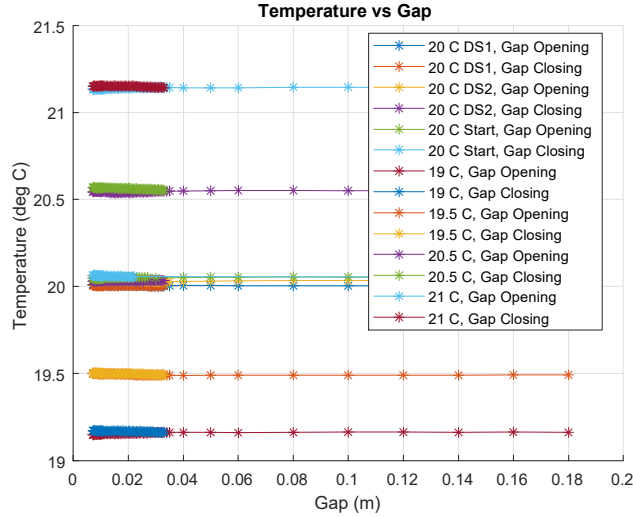 Temperature vs Gap
21.5
21
20.5
20
19.5
19
Temperature (deg C)
20 C DS1, Gap Opening
20 C DS1, Gap Closing
20 C DS2, Gap Opening
20 C DS2, Gap Closing
20 C Start, Gap Opening
20 C Start, Gap Closing
19 C, Gap Opening
19 C, Gap Closing
19.5 C, Gap Opening
19.5 C, Gap Closing
20.5 C, Gap Opening
20.5 C, Gap Closing
21 C, Gap Opening
21 C, Gap Closing
0 0.02 0.04 0.06 0.08 0.1 0.12 0.14 0.16 0.18 0.2
Gap (m)